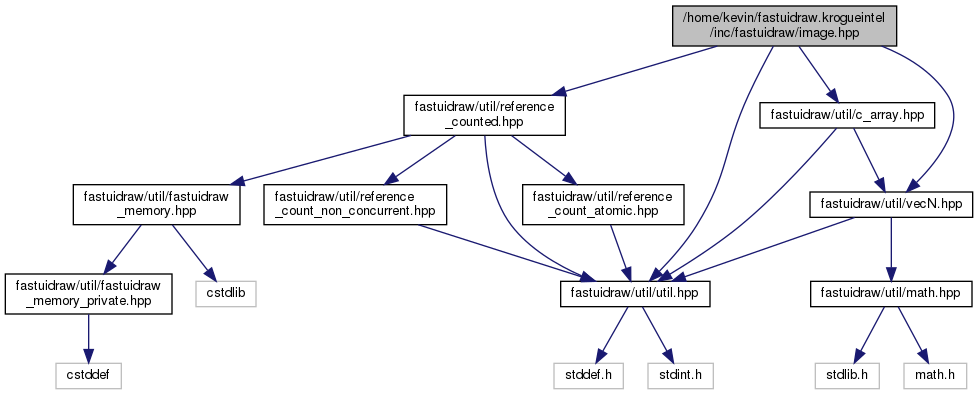 /home/kevin/fastuidraw.krogueintel
/inc/fastuidraw/image.hpp
fastuidraw/util/reference
_counted.hpp
fastuidraw/util/c_array.hpp
fastuidraw/util/fastuidraw
_memory.hpp
fastuidraw/util/reference
_count_non_concurrent.hpp
fastuidraw/util/reference
_count_atomic.hpp
fastuidraw/util/vecN.hpp
fastuidraw/util/fastuidraw
_memory_private.hpp
cstdlib
fastuidraw/util/util.hpp
fastuidraw/util/math.hpp
cstddef
stddef.h
stdint.h
stdlib.h
math.h